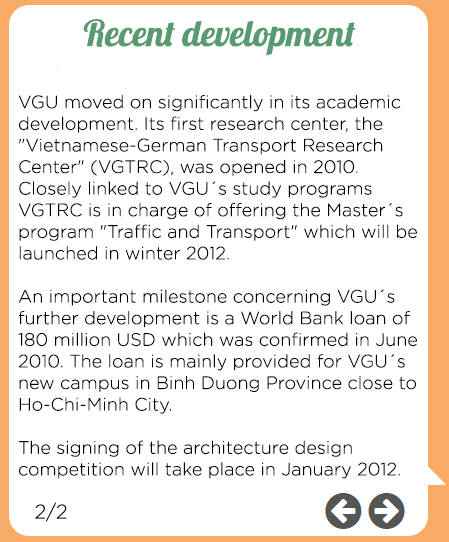 Recent development
VGU moved on significantly in its academic
development. Its first research center, the
"Vietnamese-German Transport Research
Center" (VGTRC), was opened in 2010.
Closely linked to VGU´s study programs
VGTRC is in charge of offering the Master´s
program "Traffic and Transport" which will be
launched in winter 2012.
An important milestone concerning VGU´s
further development is a World Bank loan of
180 million USD which was confirmed in June
2010. The loan is mainly provided for VGU´s
new campus in Binh Duong Province close to
Ho-Chi-Minh City.
The signing of the architecture design
competition will take place in January 2012.
2/2